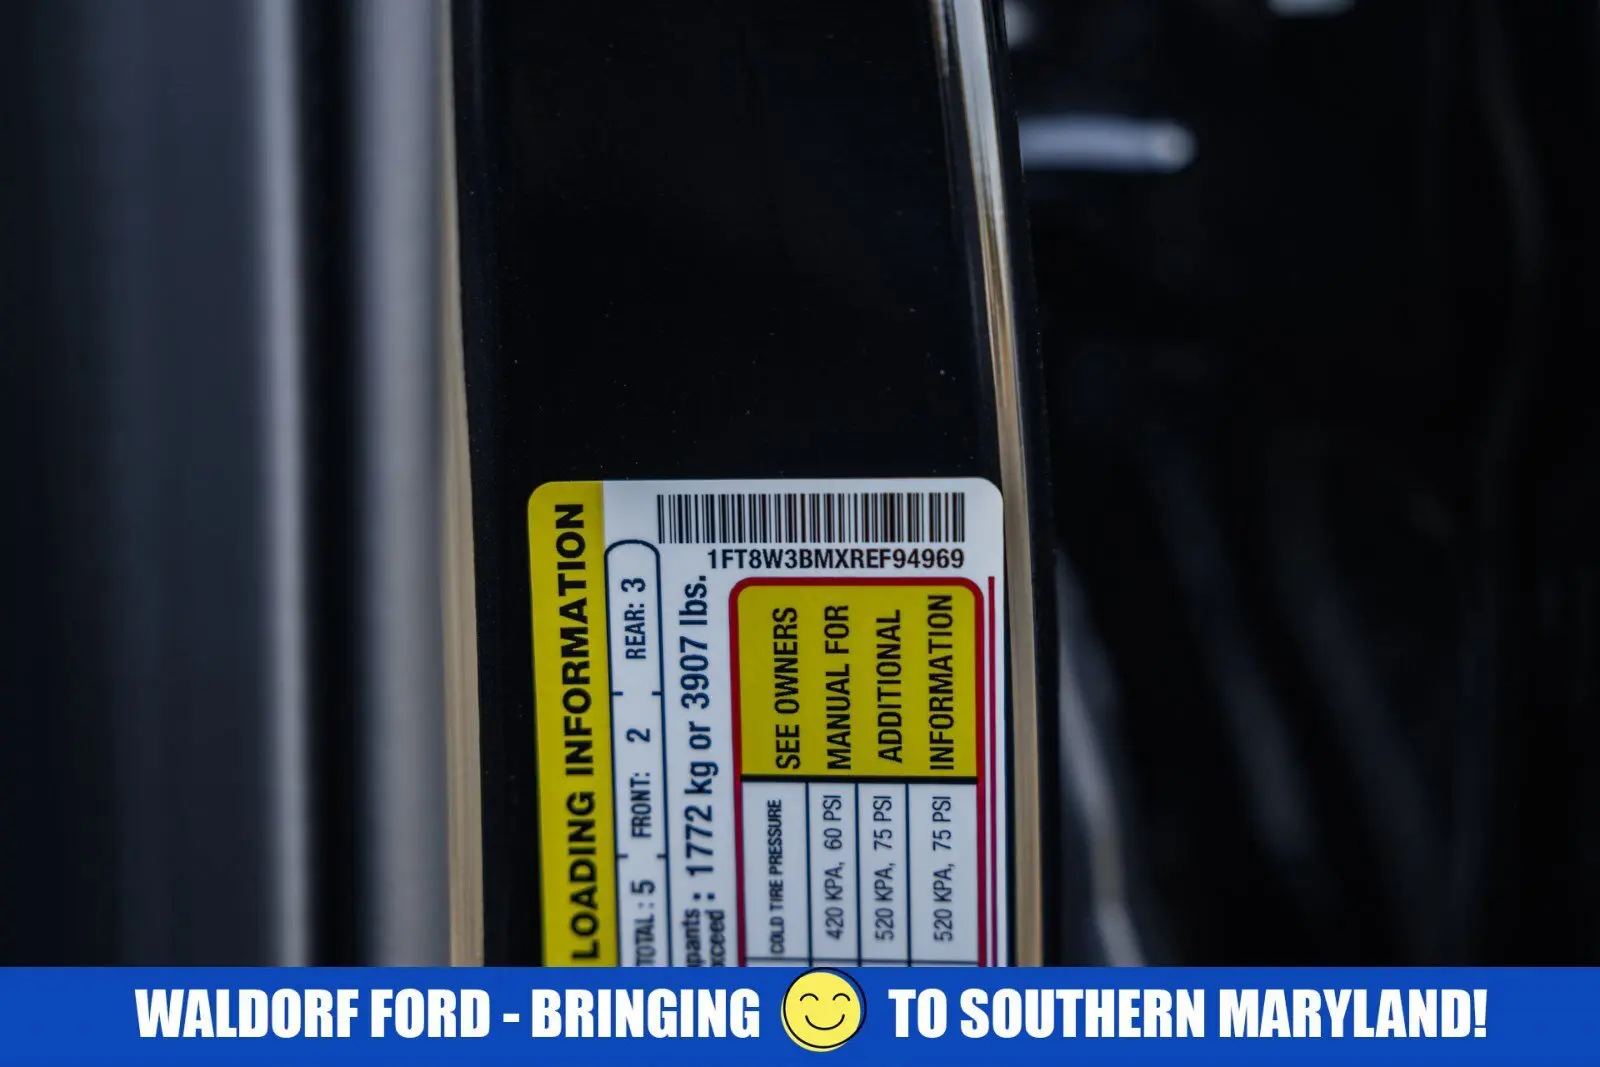 LOADING INFORMATION
TOTAL : 5 FRONT: 2 REAR: 3
: 1772 kg or 3907 lbs.
1FT8W3BMXREF94969
SEE OWNERS
MANUAL FOR
ADDITIONAL
INFORMATION
COLD TIRE PRESSURE
420 KPA, 60 PSI
520 KPA, 75 PSI
520 KPA, 75 PSI
WALDORF FORD - BRINGING TO SOUTHERN MARYLAND!